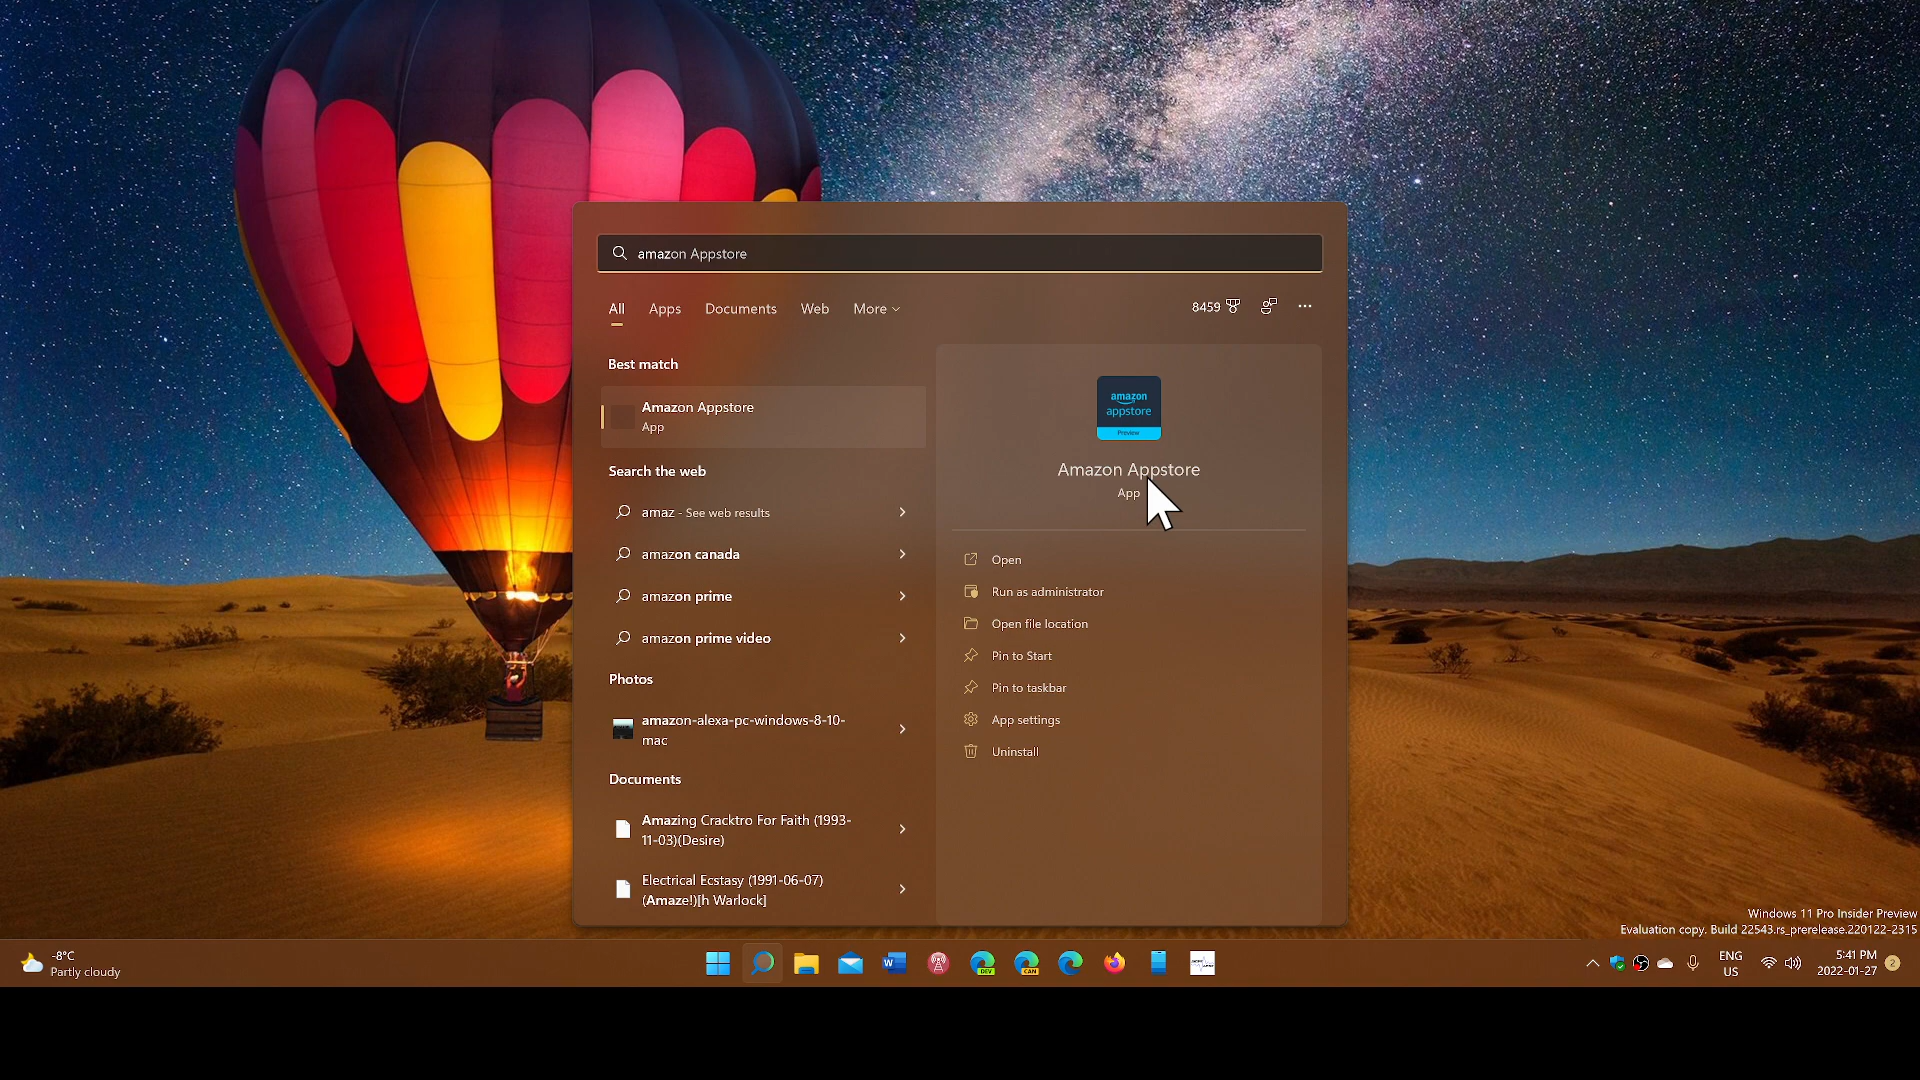 amazon Appstore
All Apps Documents Web More
8459
Best match
Amazon Appstore
App
Search the web
amaz - See web results
amazon canada
amazon prime
amazon prime video
Photos
amazon-alexa-pc-windows-8-10-
mac
Documents
Amazing Cracktro For Faith (1993-
11-03)(Desire)
Electrical Ecstasy (1991-06-07)
(Amaze!)[h Warlock]
amazon
appstore
Preview
Amazon Appstore
App
Open
Run as administrator
Open file location
Pin to Start
Pin to taskbar
App settings
Uninstall
Windows 11 Pro Insider Preview
Evaluation copy. Build 22543.rs_prerelease.220122-2315
-8°C
Partly cloudy
W
DEV
CAN
ENG
US
5:41 PM
2022-01-27
2